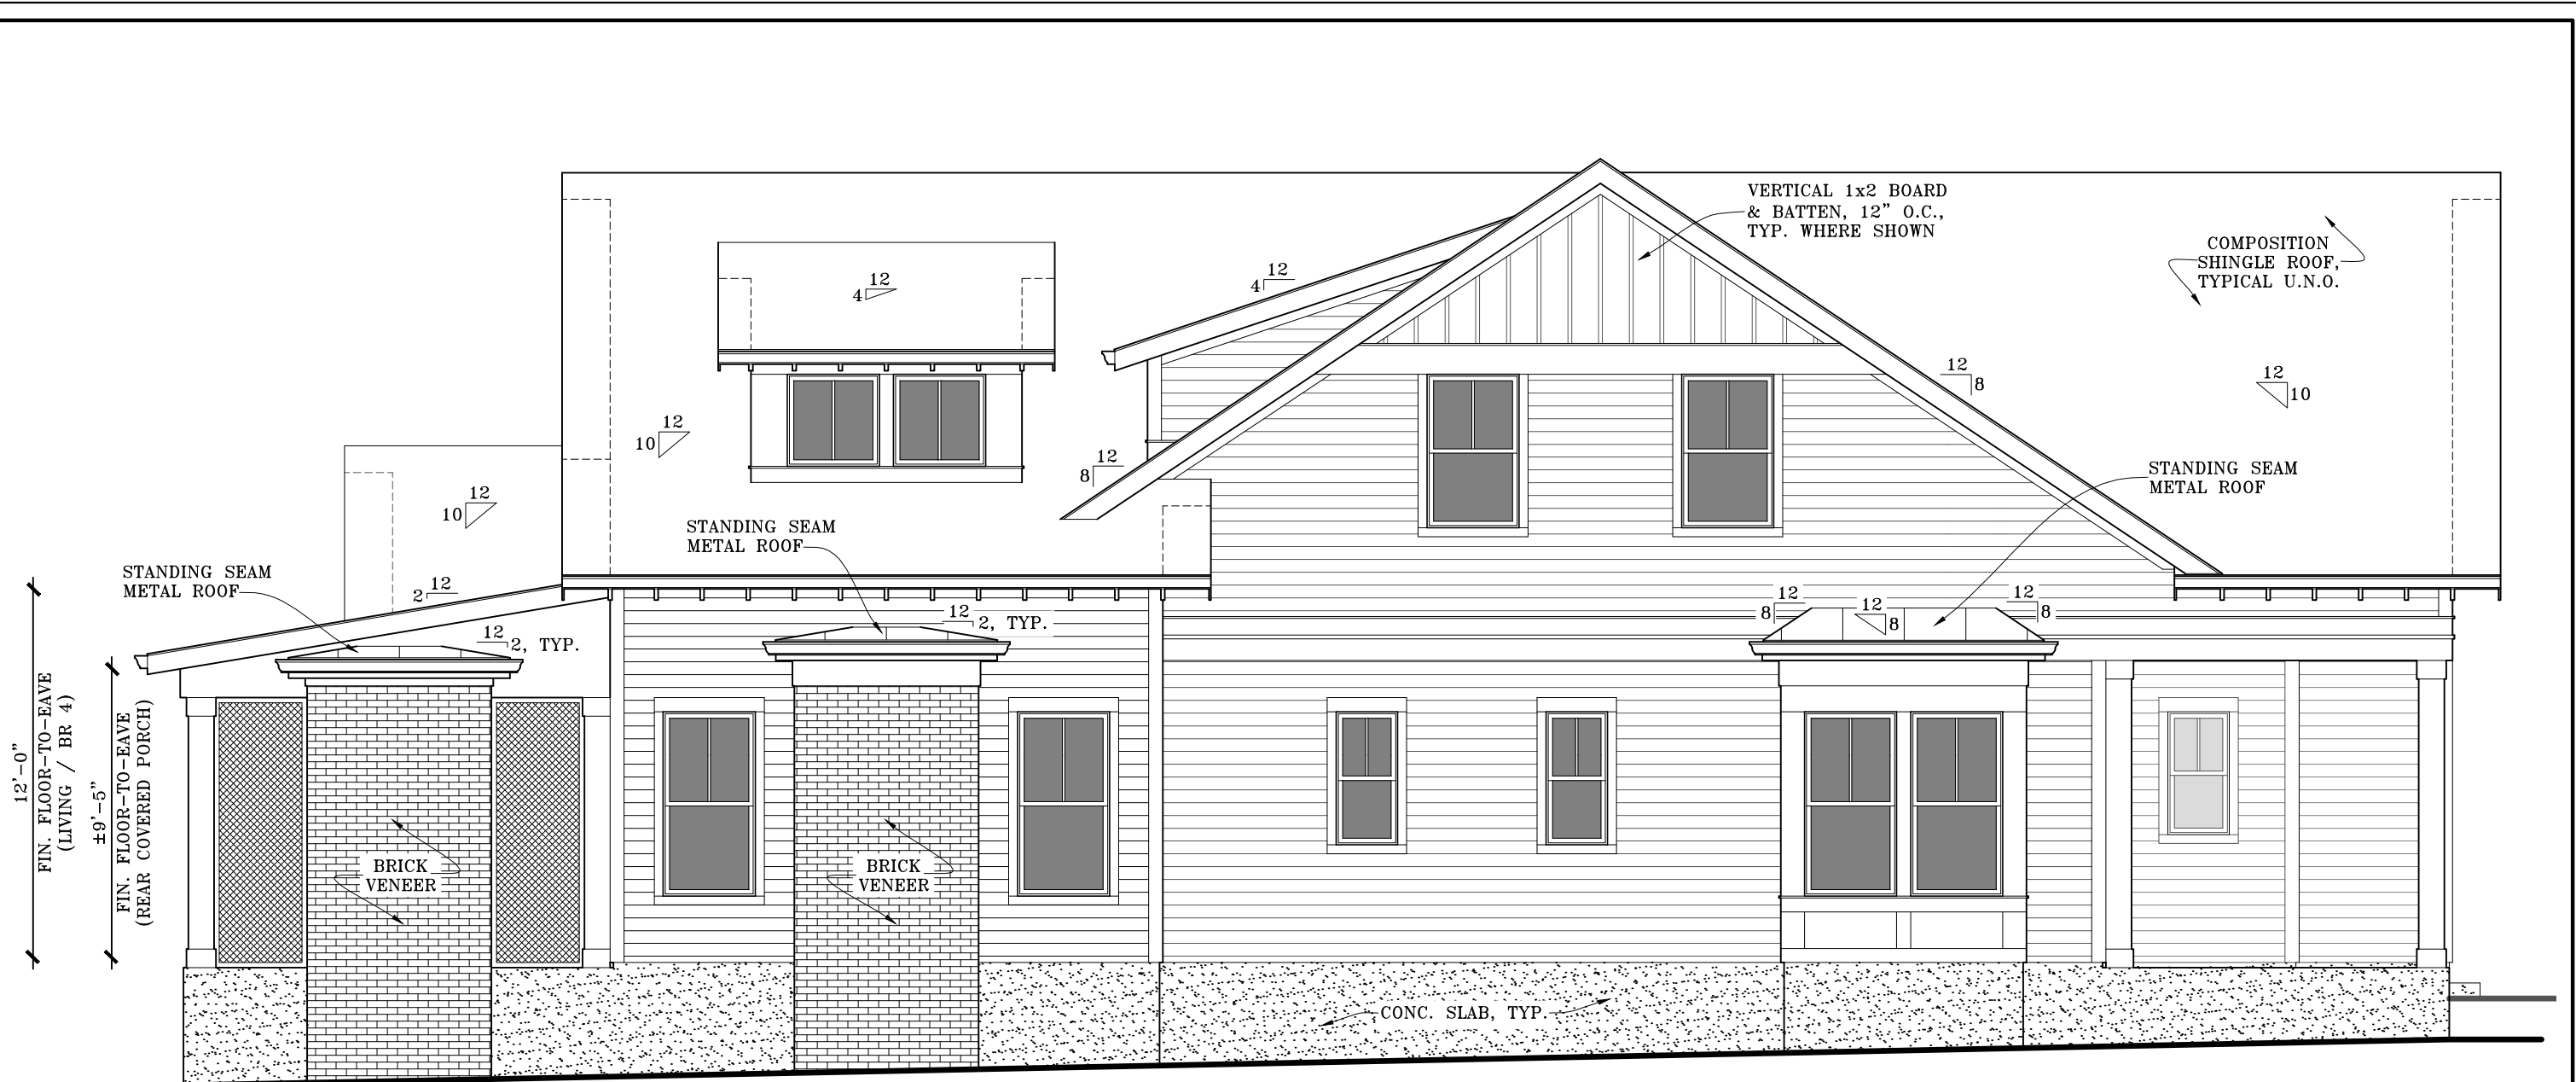 VERTICAL 1x2 BOARD
& BATTEN, 12" O.C.,
TYP. WHERE SHOWN
COMPOSITION
SHINGLE ROOF,
TYPICAL U.N.O.
12
4
12
4
12
8
12
10
12
10
12
8
STANDING SEAM
METAL ROOF
12
10
STANDING SEAM
METAL ROOF
STANDING SEAM
METAL ROOF
12
2
12
8
12
8
12
8
12
2, TYP.
12
2, TYP.
12'-0"
FIN. FLOOR-TO-EAVE
(LIVING / BR 4)
±9'-5"
FIN. FLOOR-TO-EAVE
(REAR COVERED PORCH)
BRICK
VENEER
BRICK
VENEER
CONC. SLAB, TYP.